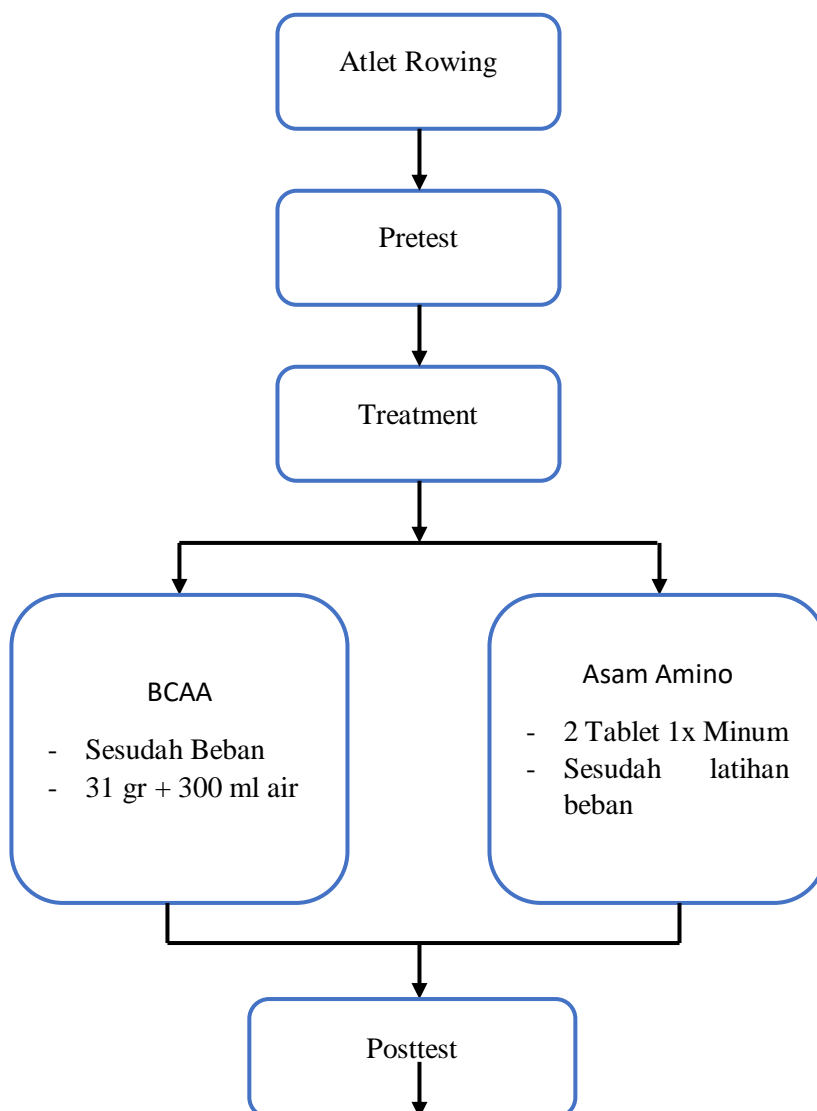 Atlet Rowing
Pretest
Treatment
BCAA
- Sesudah Beban
- 31 gr + 300 ml air
Asam Amino
- 2 Tablet 1x Minum
- Sesudah latihan
beban
Posttest